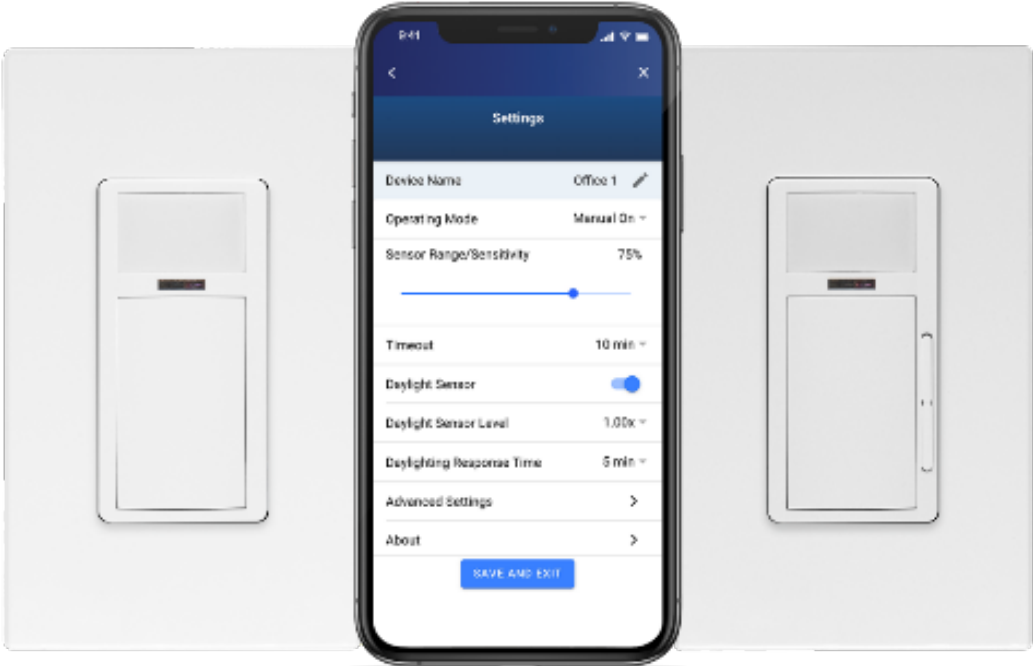 9:41
Settings
Device Name Office 1
Operating Mode Manual On
Sensor Range/Sensitivity 75%
Timeout 10 min
Daylight Sensor
Daylight Sensor Level 1.00x
Daylighting Response Time 5 min
Advanced Settings
About
SAVE AND EXIT